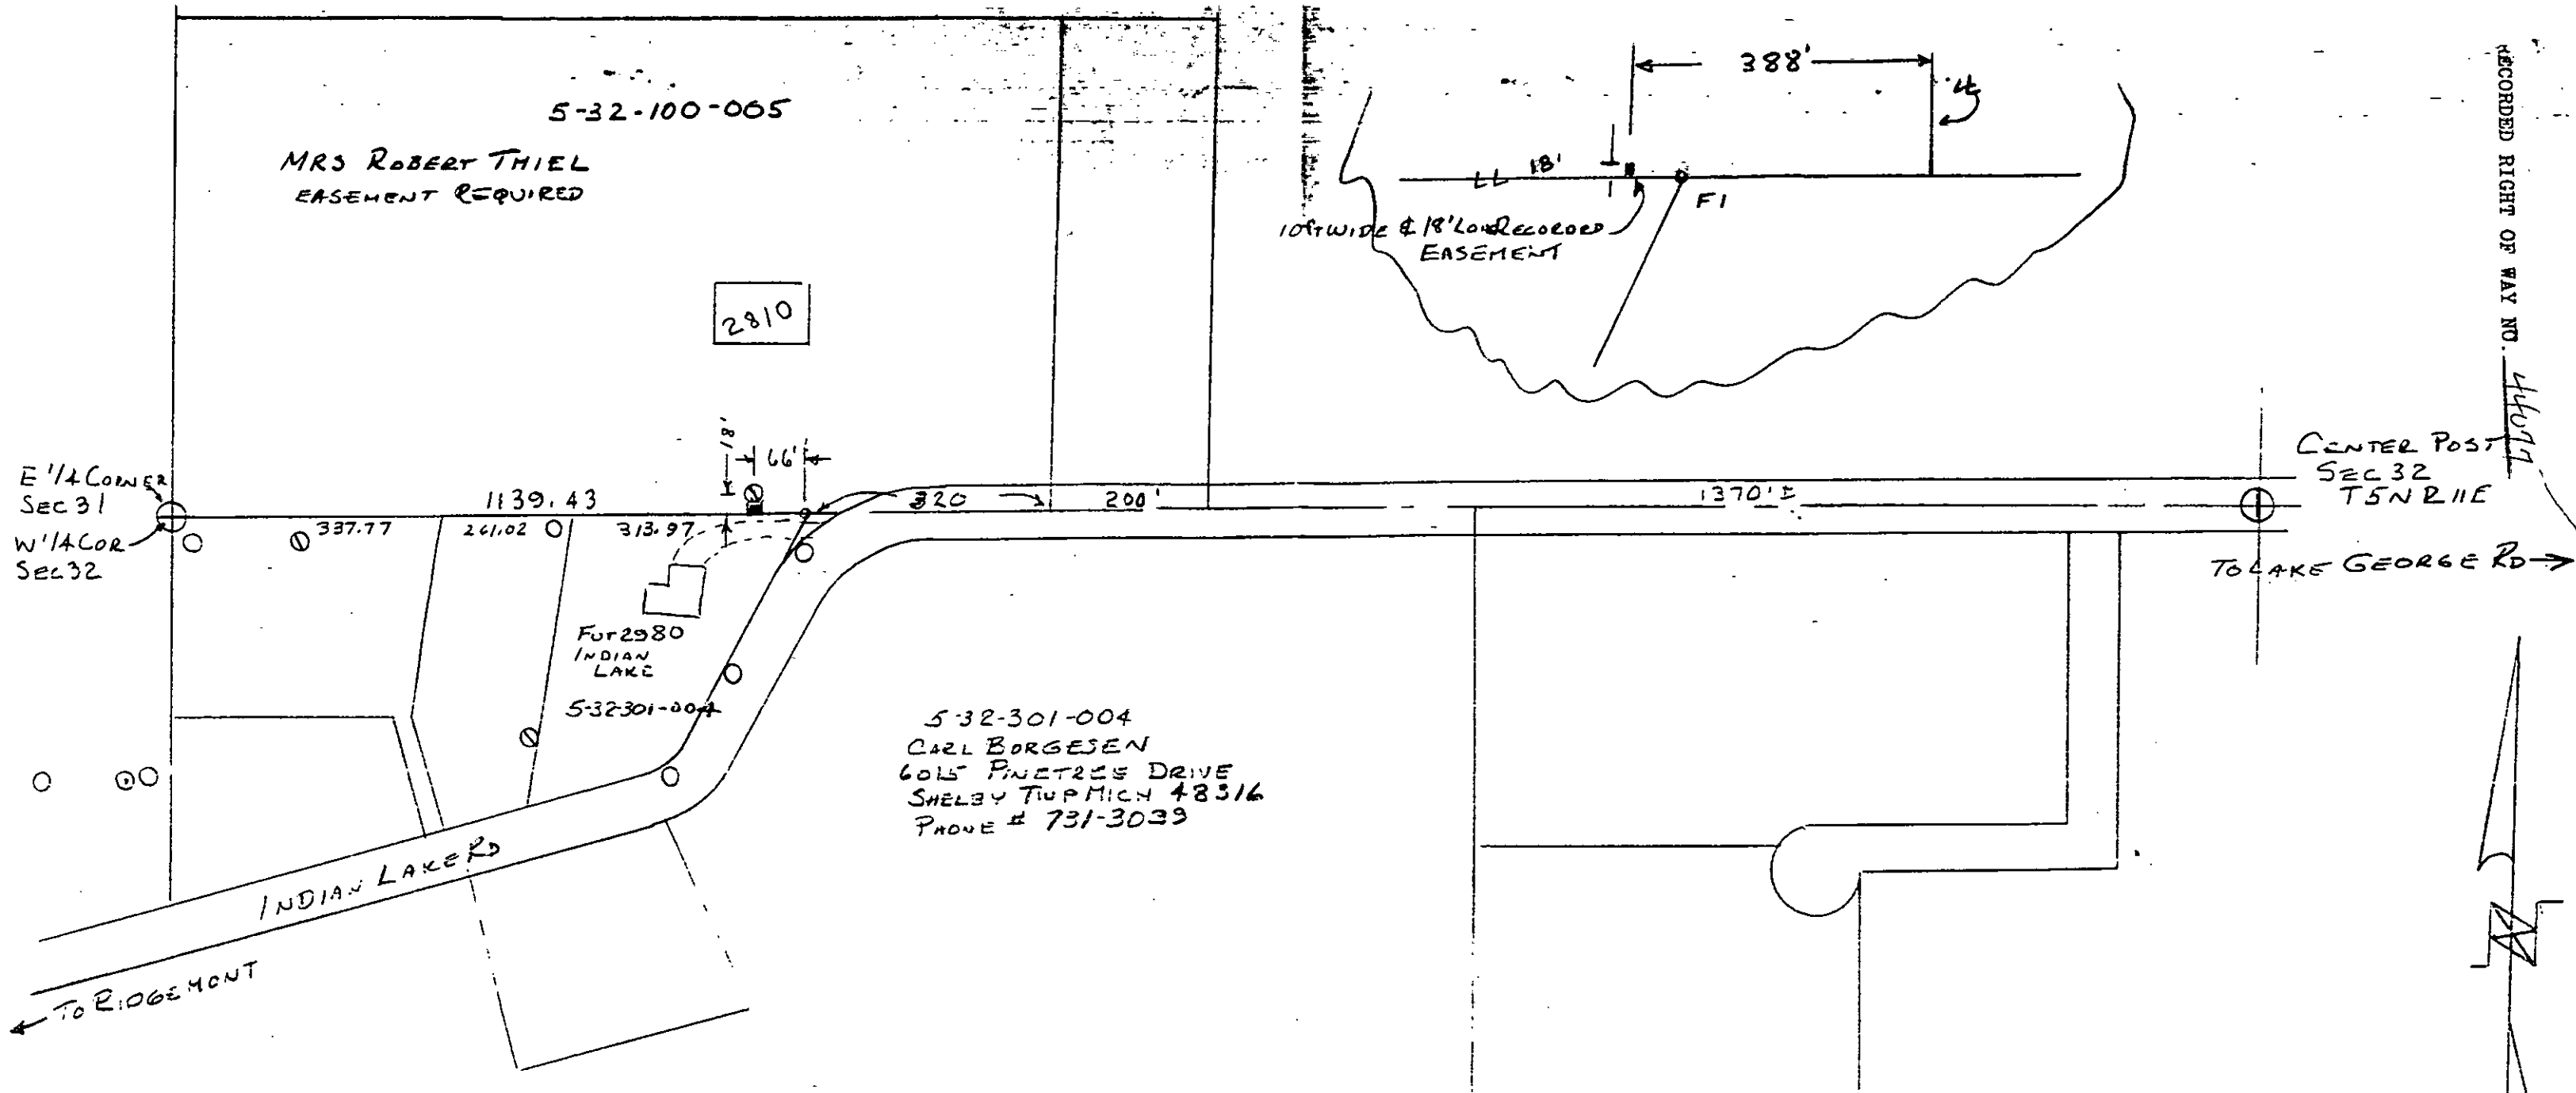 5-32-100-005
MRS ROBERT THIEL
EASEMENT REQUIRED
2810
388'
18'
F1
10FT WIDE & 18' LONG RECORDED
EASEMENT
RECORDED RIGHT OF WAY NO. 44077
E 1/4 CORNER
SEC 31
W 1/4 COR
SEC 32
1139.43
337.77
261.02
313.97
18'
66'
320
200'
1370'±
CENTER POST
SEC 32
T5N R11E
TO LAKE GEORGE RD
FUT 2980
INDIAN
LAKE
5-32-301-004
5-32-301-004
CARL BORGESEN
6015 PINETREE DRIVE
SHELBY TWP MICH 48316
PHONE # 731-3039
INDIAN LAKE RD
TO RIDGEMONT
N